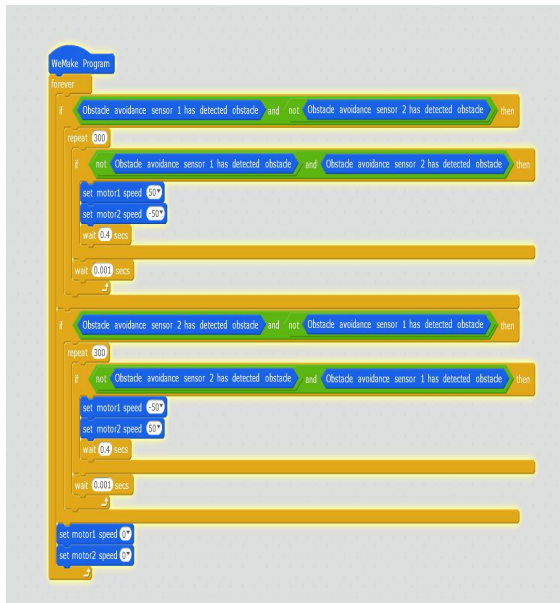 WeMake Program
forever
if Obstacle avoidance sensor 1 has detected obstacle and not Obstacle avoidance sensor 2 has detected obstacle then
repeat 300
if not Obstacle avoidance sensor 1 has detected obstacle and Obstacle avoidance sensor 2 has detected obstacle then
set motor1 speed 50
set motor2 speed -50
wait 0.4 secs
wait 0.001 secs
if Obstacle avoidance sensor 2 has detected obstacle and not Obstacle avoidance sensor 1 has detected obstacle then
repeat 300
if not Obstacle avoidance sensor 2 has detected obstacle and Obstacle avoidance sensor 1 has detected obstacle then
set motor1 speed -50
set motor2 speed 50
wait 0.4 secs
wait 0.001 secs
set motor1 speed 0
set motor2 speed 0